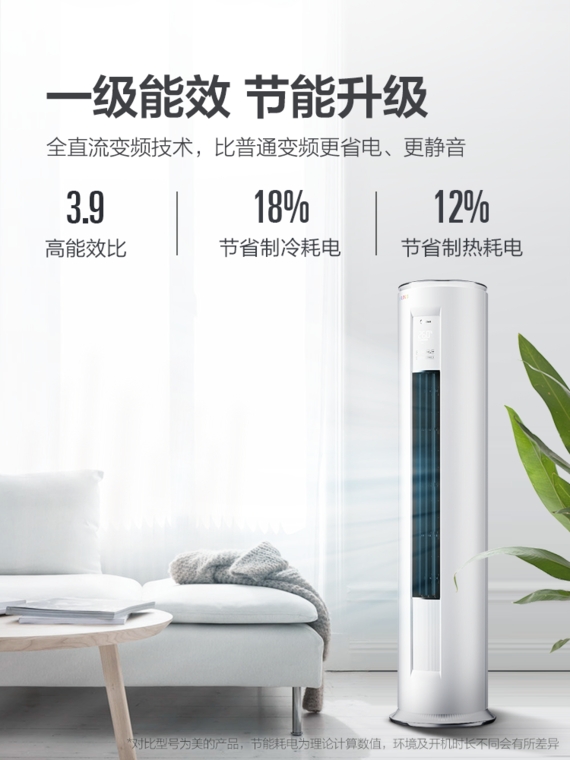 一级能效 节能升级
全直流变频技术，比普通变频更省电、更静音
3.9 18% 12%
高能效比 节省制冷耗电 节省制热耗电
*对比型号为美的产品，节能耗电为理论计算数值，环境及开机时长不同会有所差异